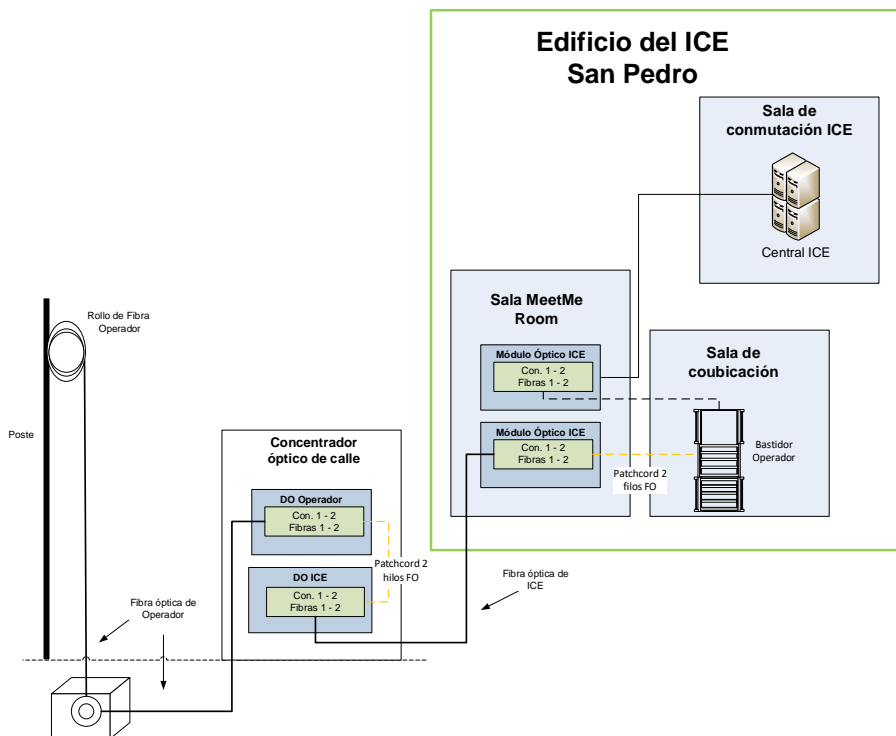 Edificio del ICE
San Pedro
Sala de
conmutación ICE
Central ICE
Sala MeetMe
Room
Módulo Óptico ICE
Con. 1 - 2
Fibras 1 - 2
Módulo Óptico ICE
Con. 1 - 2
Fibras 1 - 2
Sala de
coubicación
Bastidor
Operador
Patchcord 2
filos FO
Rollo de Fibra
Operador
Poste
Concentrador
óptico de calle
DO Operador
Con. 1 - 2
Fibras 1 - 2
Patchcord 2
hilos FO
DO ICE
Con. 1 - 2
Fibras 1 - 2
Fibra óptica de
ICE
Fibra óptica de
Operador